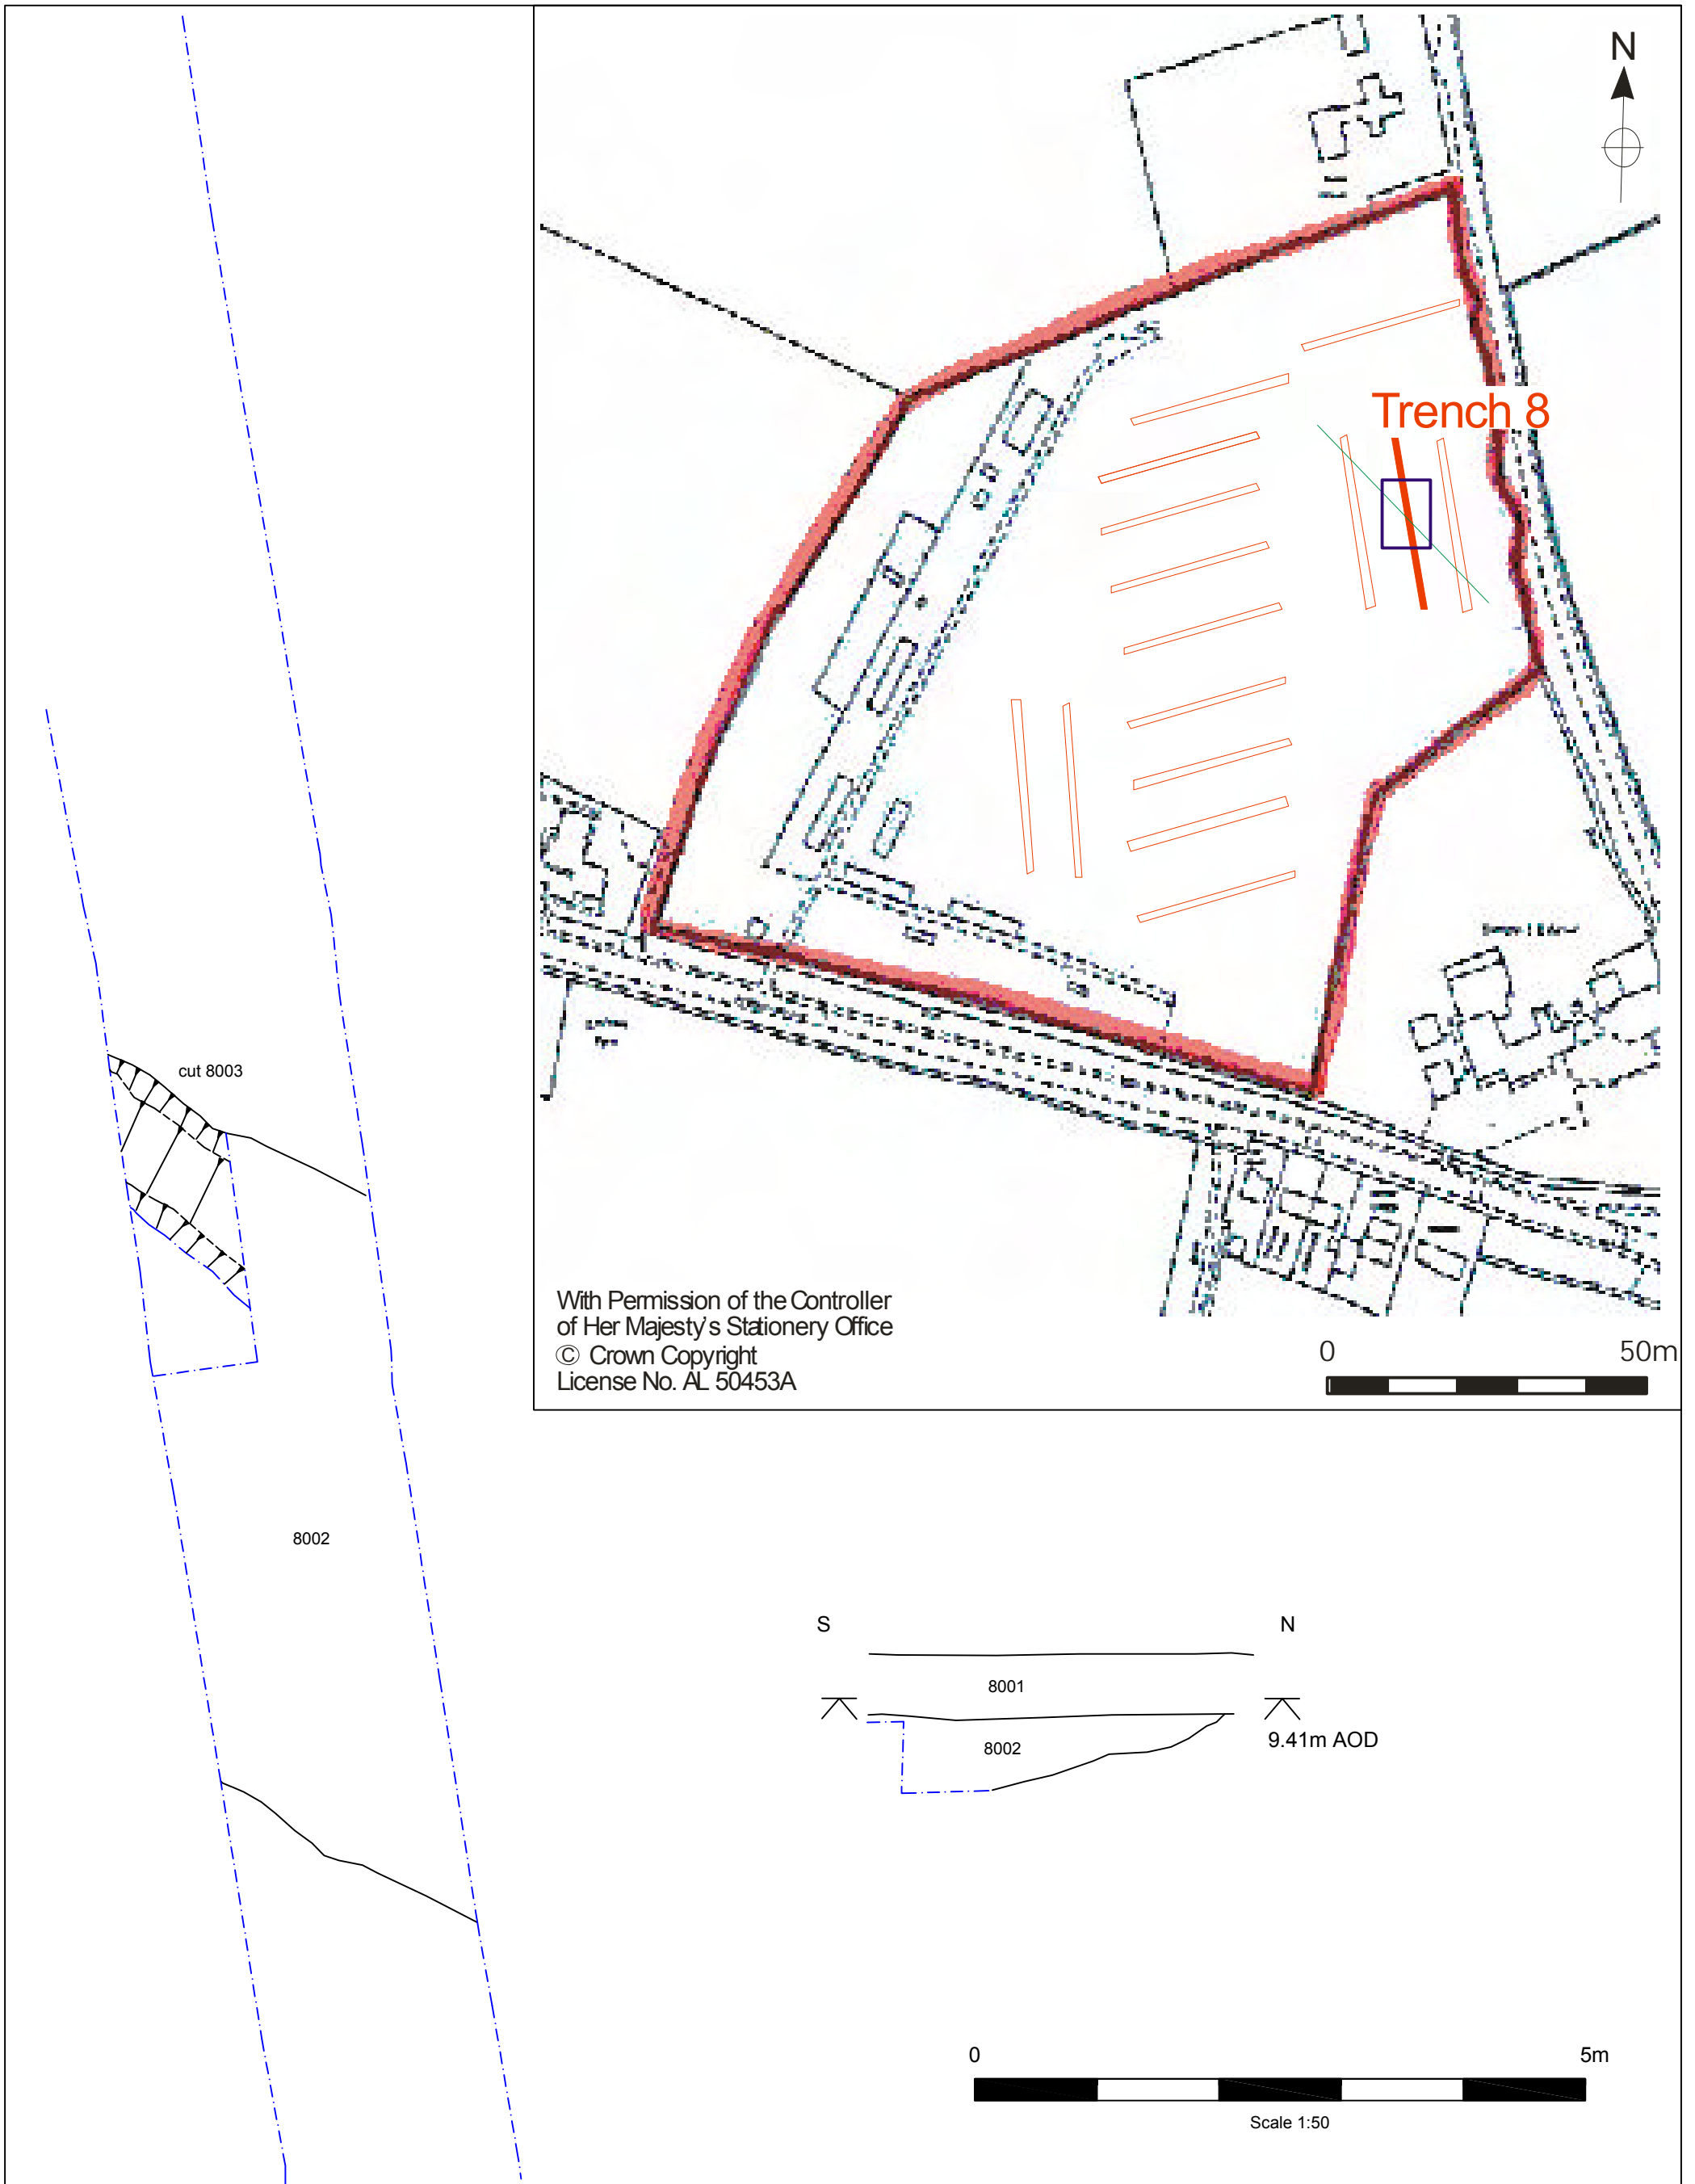 N
Trench 8
cut 8003
With Permission of the Controller
of Her Majesty's Stationery Office
© Crown Copyright
License No. AL 50453A
0 50m
8002
S N
8001
8002
9.41m AOD
0 5m
Scale 1:50